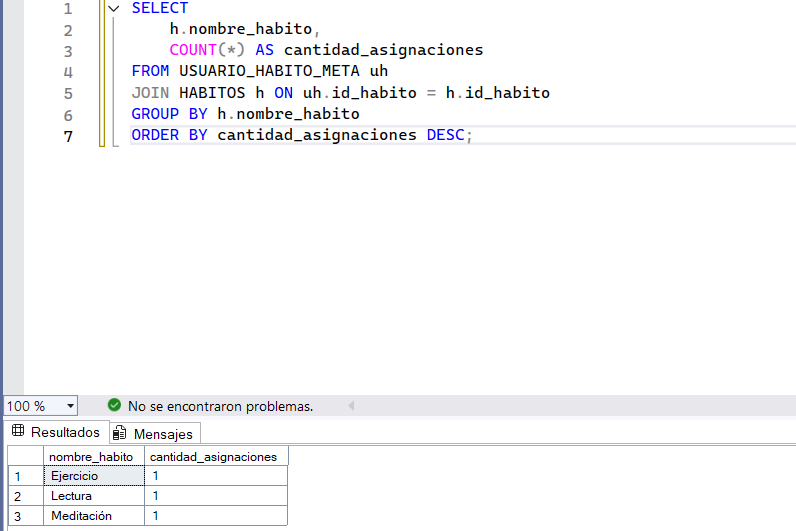 1 SELECT
2 h.nombre_habito,
3 COUNT(*) AS cantidad_asignaciones
4 FROM USUARIO_HABITO_META uh
5 JOIN HABITOS h ON uh.id_habito = h.id_habito
6 GROUP BY h.nombre_habito
7 ORDER BY cantidad_asignaciones DESC;
100 % No se encontraron problemas.
Resultados Mensajes
nombre_habito cantidad_asignaciones
1 Ejercicio 1
2 Lectura 1
3 Meditación 1